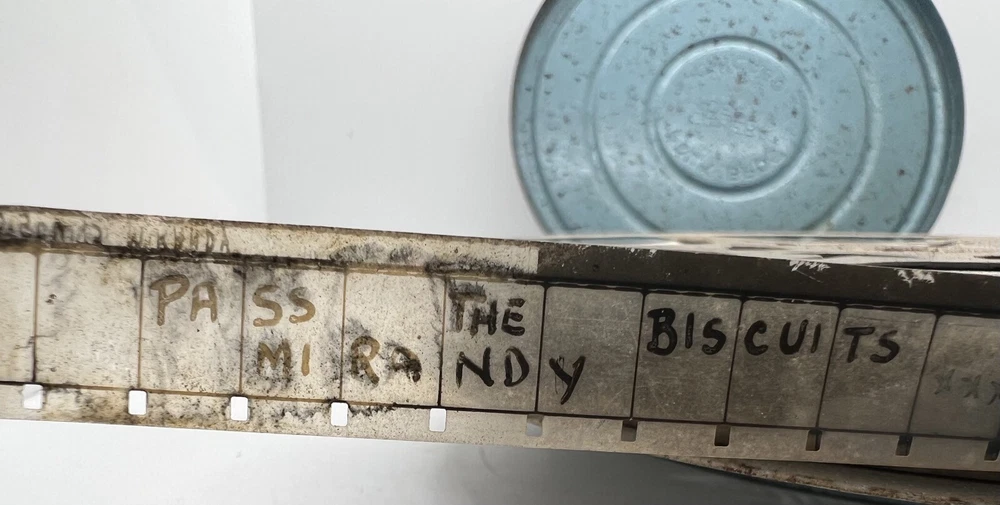 PASS THE BISCUITS
MIRANDY